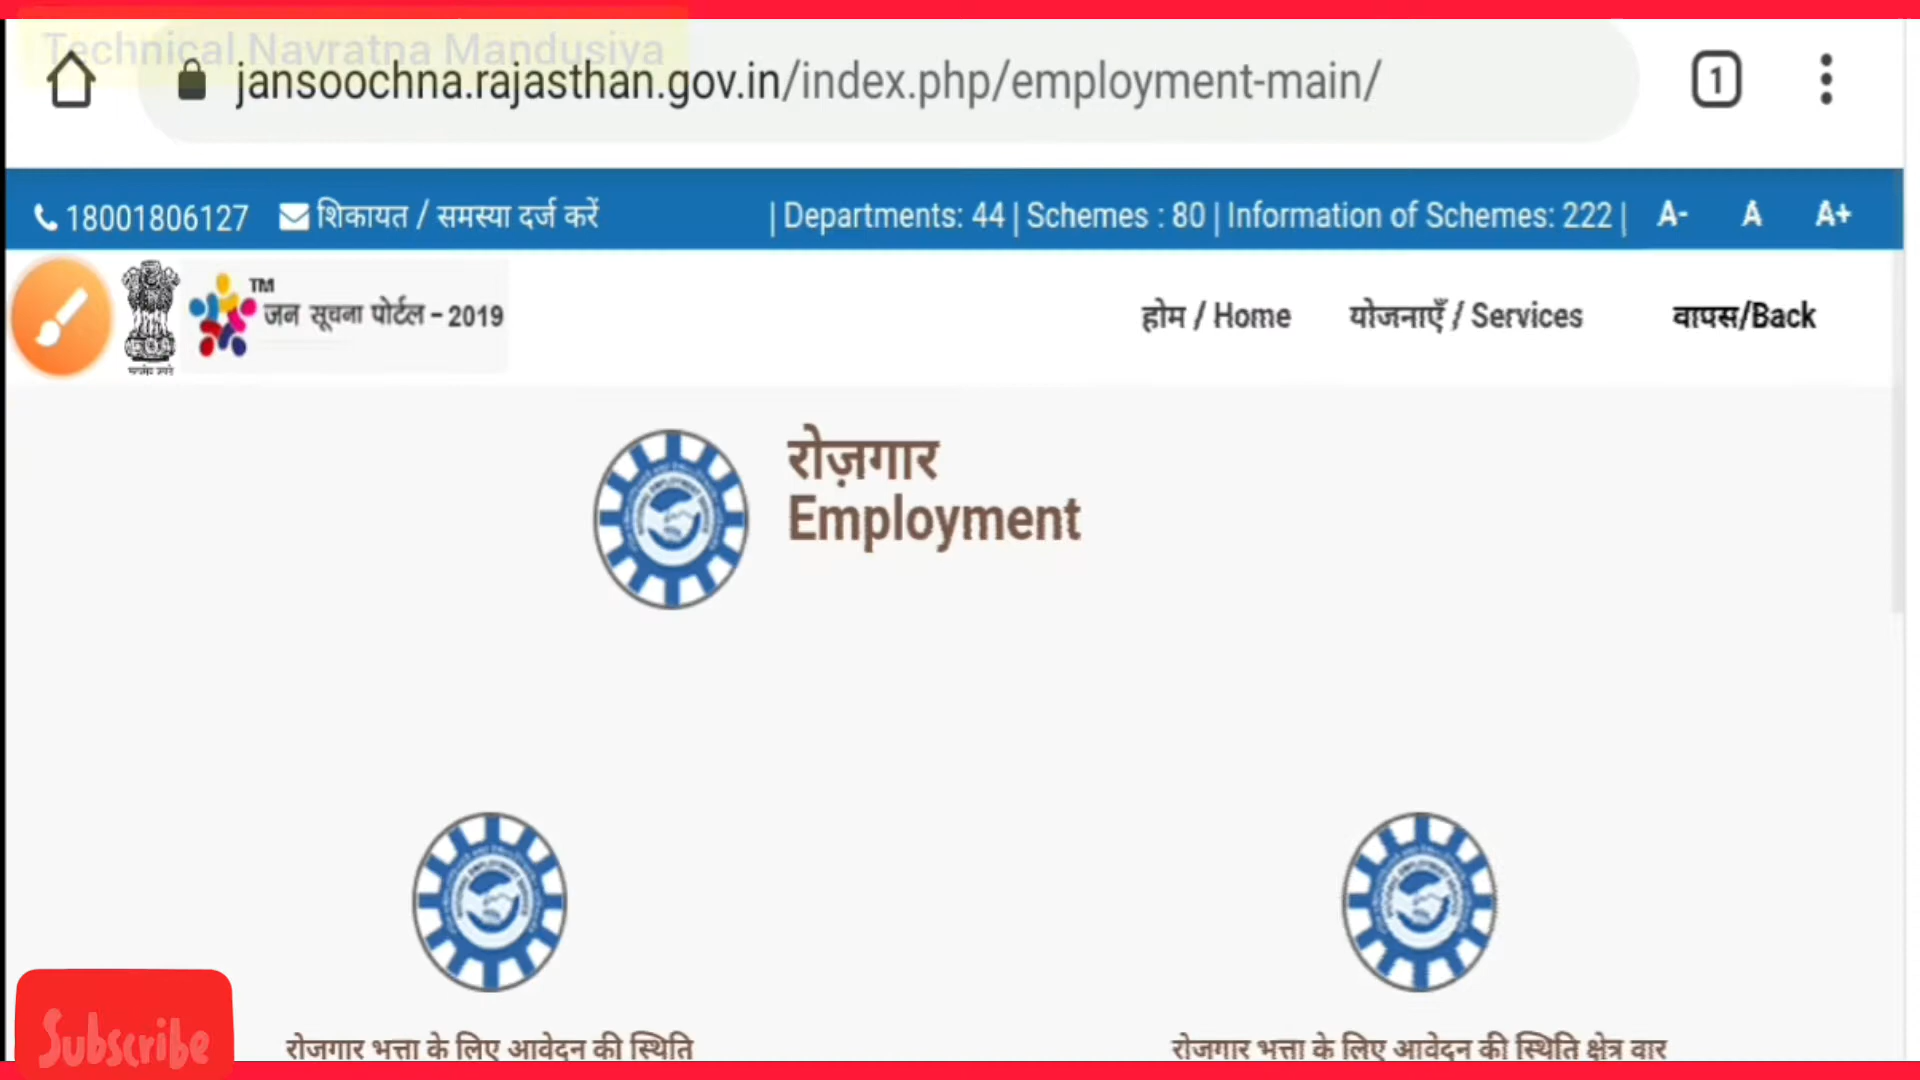 Technical Navratna Mandusiya
jansoochna.rajasthan.gov.in/index.php/employment-main/
1
18001806127 शिकायत / समस्या दर्ज करें | Departments: 44 | Schemes : 80 | Information of Schemes: 222 | A- A A+
TM
जन सूचना पोर्टल - 2019
होम / Home योजनाएँ / Services वापस/Back
रोज़गार
Employment
रोजगार भत्ता के लिए आवेदन की स्थिति
रोजगार भत्ता के लिए आवेदन की स्थिति क्षेत्र वार
Subscribe